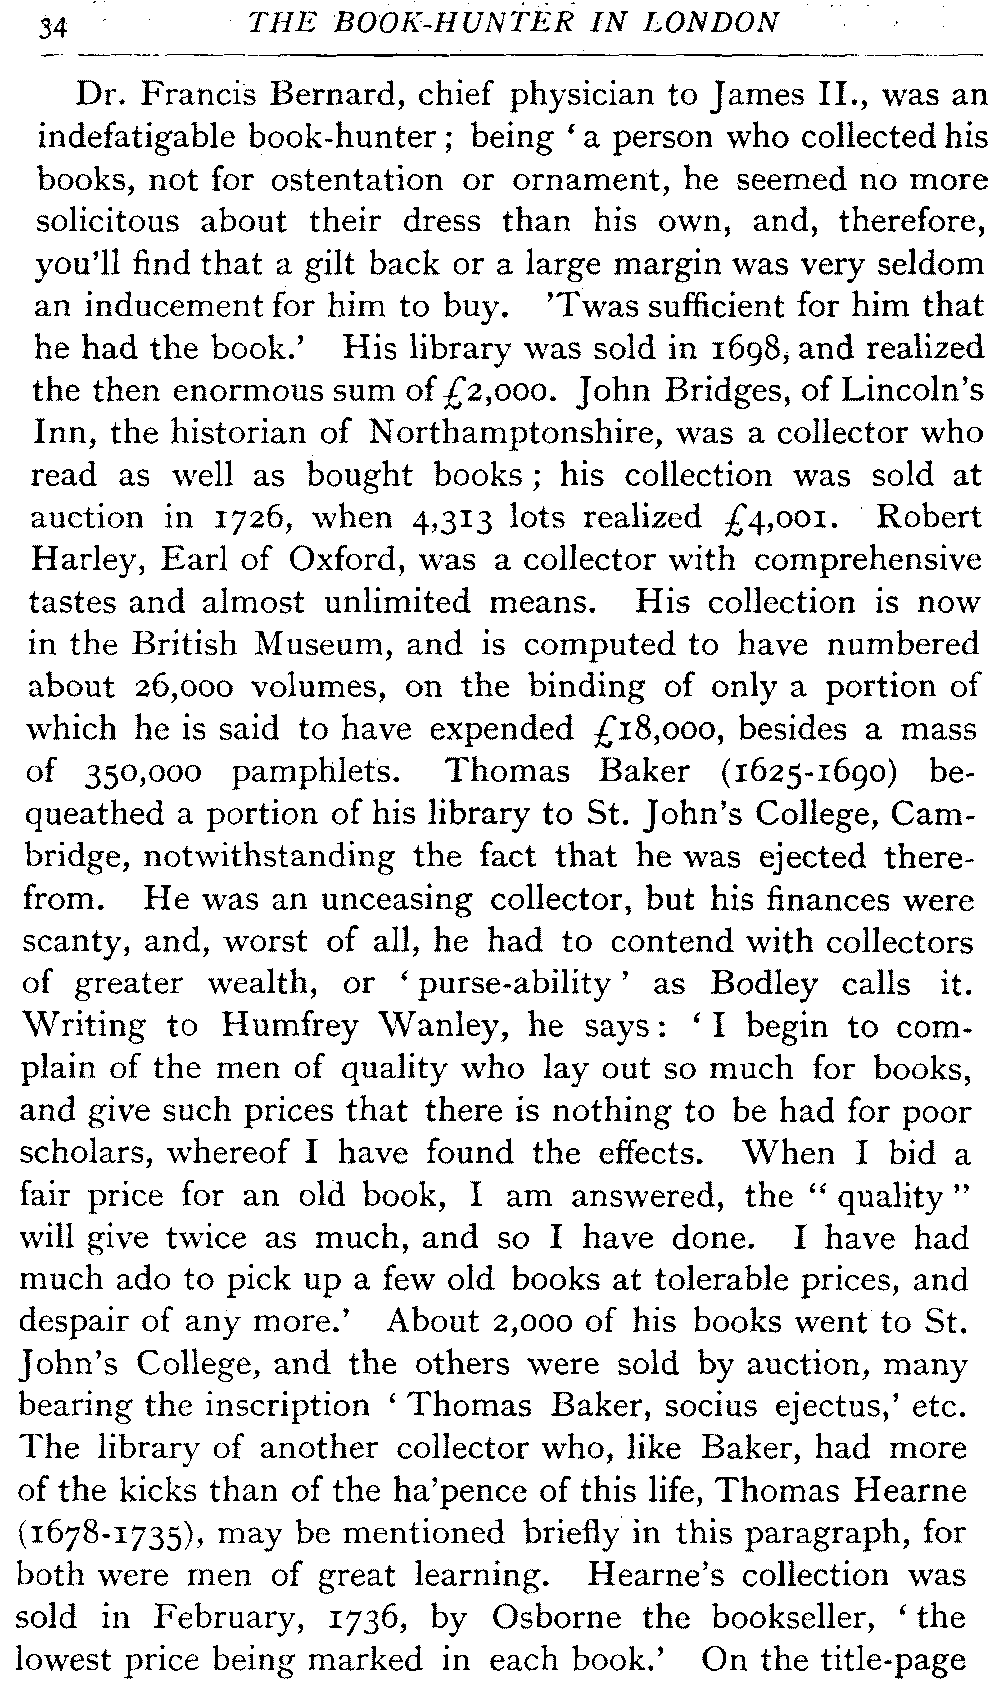 34 THE BOOK-HUNTER IN LONDON
Dr. Francis Bernard, chief physician to James II., was an
indefatigable book-hunter; being ‘a person who collected his
books, not for ostentation or ornament, he seemed no more
solicitous about their dress than his own, and, therefore,
you’ll find that a gilt back or a large margin was very seldom
an inducement for him to buy. ’Twas sufficient for him that
he had the book.’ His library was sold in 1698, and realized
the then enormous sum of £2,000. John Bridges, of Lincoln’s
Inn, the historian of Northamptonshire, was a collector who
read as well as bought books; his collection was sold at
auction in 1726, when 4,313 lots realized £4,001. Robert
Harley, Earl of Oxford, was a collector with comprehensive
tastes and almost unlimited means. His collection is now
in the British Museum, and is computed to have numbered
about 26,000 volumes, on the binding of only a portion of
which he is said to have expended £18,000, besides a mass
of 350,000 pamphlets. Thomas Baker (1625-1690) be-
queathed a portion of his library to St. John’s College, Cam-
bridge, notwithstanding the fact that he was ejected there-
from. He was an unceasing collector, but his finances were
scanty, and, worst of all, he had to contend with collectors
of greater wealth, or ‘purse-ability’ as Bodley calls it.
Writing to Humfrey Wanley, he says: ‘I begin to com-
plain of the men of quality who lay out so much for books,
and give such prices that there is nothing to be had for poor
scholars, whereof I have found the effects. When I bid a
fair price for an old book, I am answered, the “quality”
will give twice as much, and so I have done. I have had
much ado to pick up a few old books at tolerable prices, and
despair of any more.’ About 2,000 of his books went to St.
John’s College, and the others were sold by auction, many
bearing the inscription ‘Thomas Baker, socius ejectus,’ etc.
The library of another collector who, like Baker, had more
of the kicks than of the ha’pence of this life, Thomas Hearne
(1678-1735), may be mentioned briefly in this paragraph, for
both were men of great learning. Hearne’s collection was
sold in February, 1736, by Osborne the bookseller, ‘the
lowest price being marked in each book.’ On the title-page